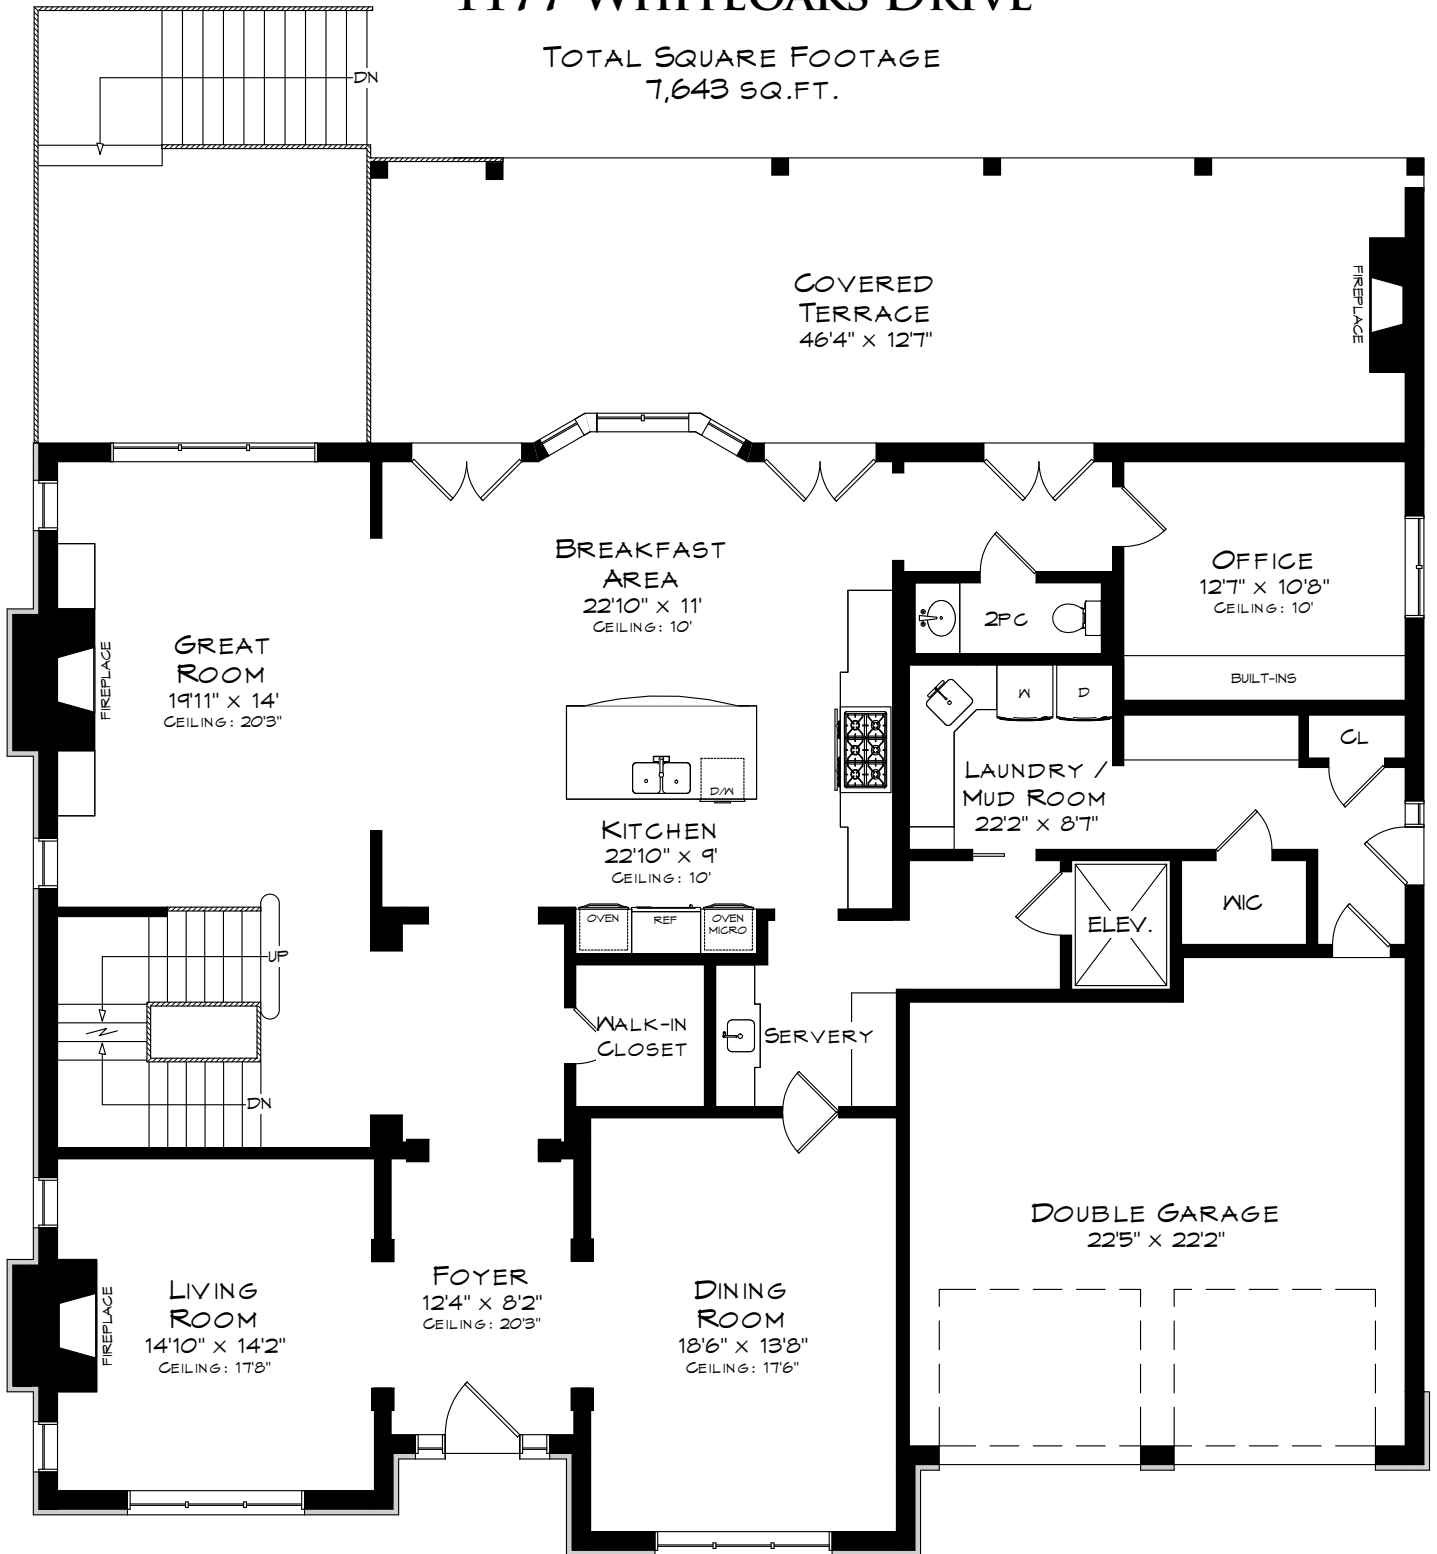 1177 WHITEOAKS DRIVE
TOTAL SQUARE FOOTAGE
7,643 SQ.FT.
DN
COVERED
TERRACE
46'4" X 12'7"
FIREPLACE
BREAKFAST
AREA
22'10" X 11'
CEILING: 10'
OFFICE
12'7" X 10'8"
CEILING: 10'
BUILT-INS
2PC
GREAT
ROOM
19'11" X 14'
CEILING: 20'3"
FIREPLACE
W
D
CL
D/W
LAUNDRY /
MUD ROOM
22'2" X 8'7"
KITCHEN
22'10" X 9'
CEILING: 10'
OVEN
REF
OVEN
MICRO
ELEV.
WIC
UP
DN
WALK-IN
CLOSET
SERVERY
DOUBLE GARAGE
22'5" X 22'2"
LIVING
ROOM
14'10" X 14'2"
CEILING: 17'8"
FIREPLACE
FOYER
12'4" X 8'2"
CEILING: 20'3"
DINING
ROOM
18'6" X 13'8"
CEILING: 17'6"